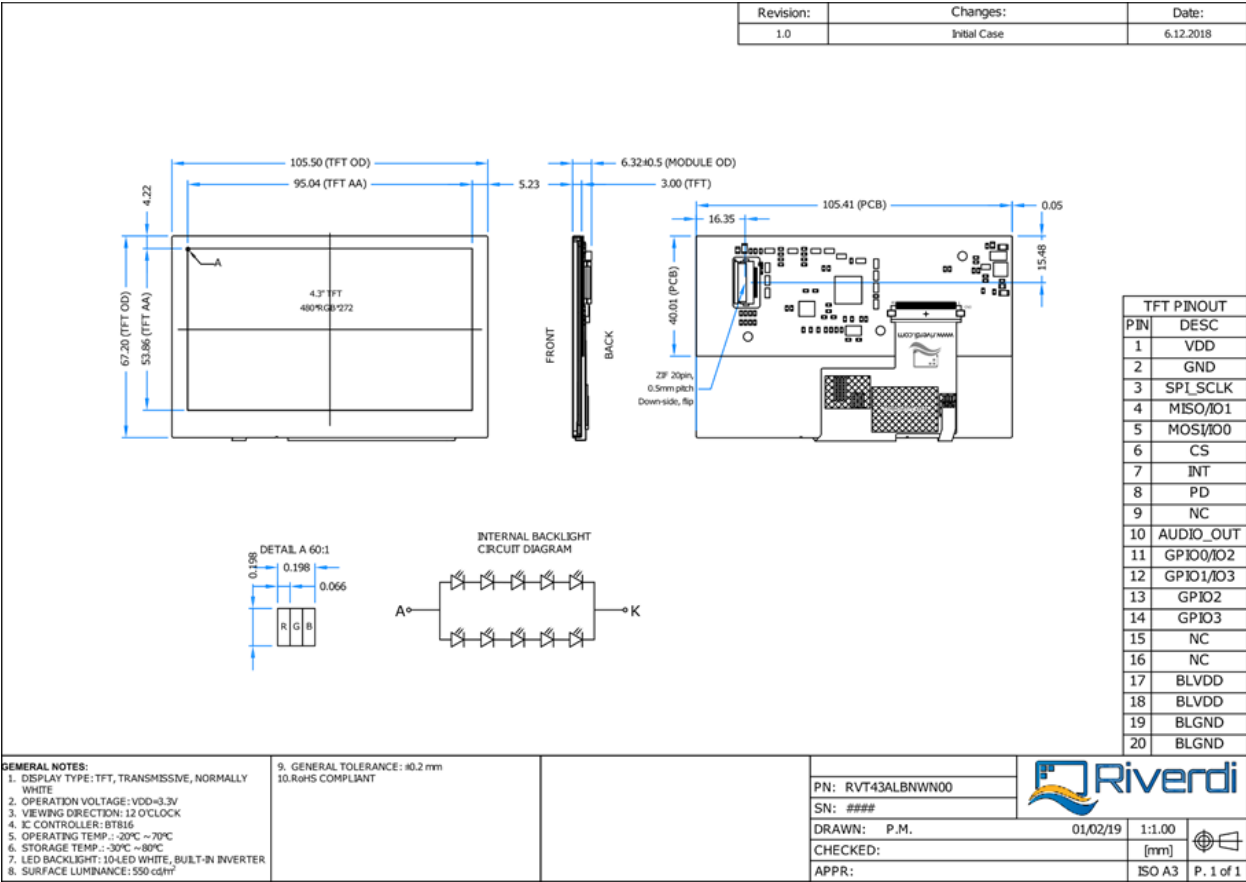 Revision: Changes: Date:
1.0 Initial Case 6.12.2018
105.50 (TFT OD)
95.04 (TFT AA)
5.23
4.22
67.20 (TFT OD)
53.86 (TFT AA)
A
4.3" TFT
480*RGB*272
6.32±0.5 (MODULE OD)
3.00 (TFT)
FRONT
BACK
105.41 (PCB)
0.05
16.35
15.48
40.01 (PCB)
ZIF 20pin,
0.5mm pitch
Down-side, flip
www.riverdi.com
TFT PINOUT
PIN DESC
1 VDD
2 GND
3 SPI_SCLK
4 MISO/IO1
5 MOSI/IO0
6 CS
7 INT
8 PD
9 NC
10 AUDIO_OUT
11 GPIO0/IO2
12 GPIO1/IO3
13 GPIO2
14 GPIO3
15 NC
16 NC
17 BLVDD
18 BLVDD
19 BLGND
20 BLGND
DETAIL A 60:1
0.198
0.198
0.066
R G B
INTERNAL BACKLIGHT
CIRCUIT DIAGRAM
A
K
GEMERAL NOTES:
1. DISPLAY TYPE: TFT, TRANSMISSIVE, NORMALLY
WHITE
2. OPERATION VOLTAGE: VDD=3.3V
3. VIEWING DIRECTION: 12 O'CLOCK
4. IC CONTROLLER: BT816
5. OPERATING TEMP.: -20°C ~70°C
6. STORAGE TEMP.: -30°C ~80°C
7. LED BACKLIGHT: 10-LED WHITE, BUILT-IN INVERTER
8. SURFACE LUMINANCE: 550 cd/m²
9. GENERAL TOLERANCE: ±0.2 mm
10.RoHS COMPLIANT
PN: RVT43ALBNWN00
SN: ####
DRAWN: P.M. 01/02/19 1:1.00
CHECKED: [mm]
APPR: ISO A3 P. 1 of 1
Riverdi